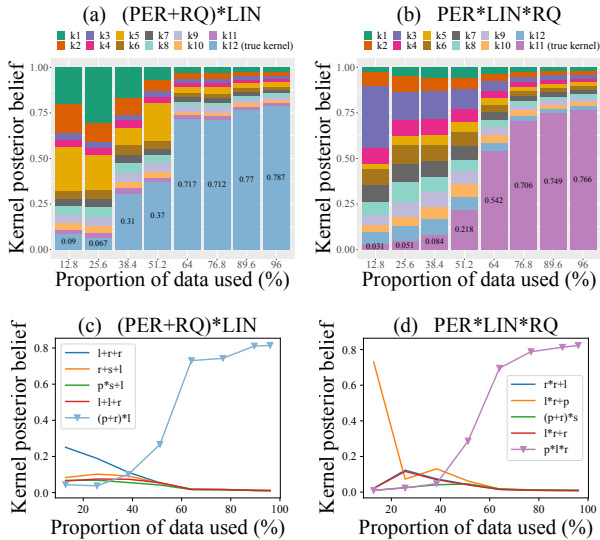 (a) (PER+RQ)*LIN
k1 k3 k5 k7 k9 k11
k2 k4 k6 k8 k10 k12 (true kernel)
Kernel posterior belief
1.00
0.75
0.50
0.25
0.00
0.09 0.067 0.31 0.37 0.717 0.712 0.77 0.787
12.8 25.6 38.4 51.2 64 76.8 89.6 96
Proportion of data used (%)
(b) PER*LIN*RQ
k1 k3 k5 k7 k9 k12
k2 k4 k6 k8 k10 k11 (true kernel)
Kernel posterior belief
1.00
0.75
0.50
0.25
0.00
0.031 0.051 0.084 0.218 0.542 0.706 0.749 0.766
12.8 25.6 38.4 51.2 64 76.8 89.6 96
Proportion of data used (%)
(c) (PER+RQ)*LIN
Kernel posterior belief
0.8
0.6
0.4
0.2
0.0
l+r+r
r+s+l
p*s+l
l+l+r
(p+r)*l
20 40 60 80 100
Proportion of data used (%)
(d) PER*LIN*RQ
Kernel posterior belief
0.8
0.6
0.4
0.2
0.0
r*r+l
l*r+p
(p+r)*s
l*r+r
p*l*r
20 40 60 80 100
Proportion of data used (%)